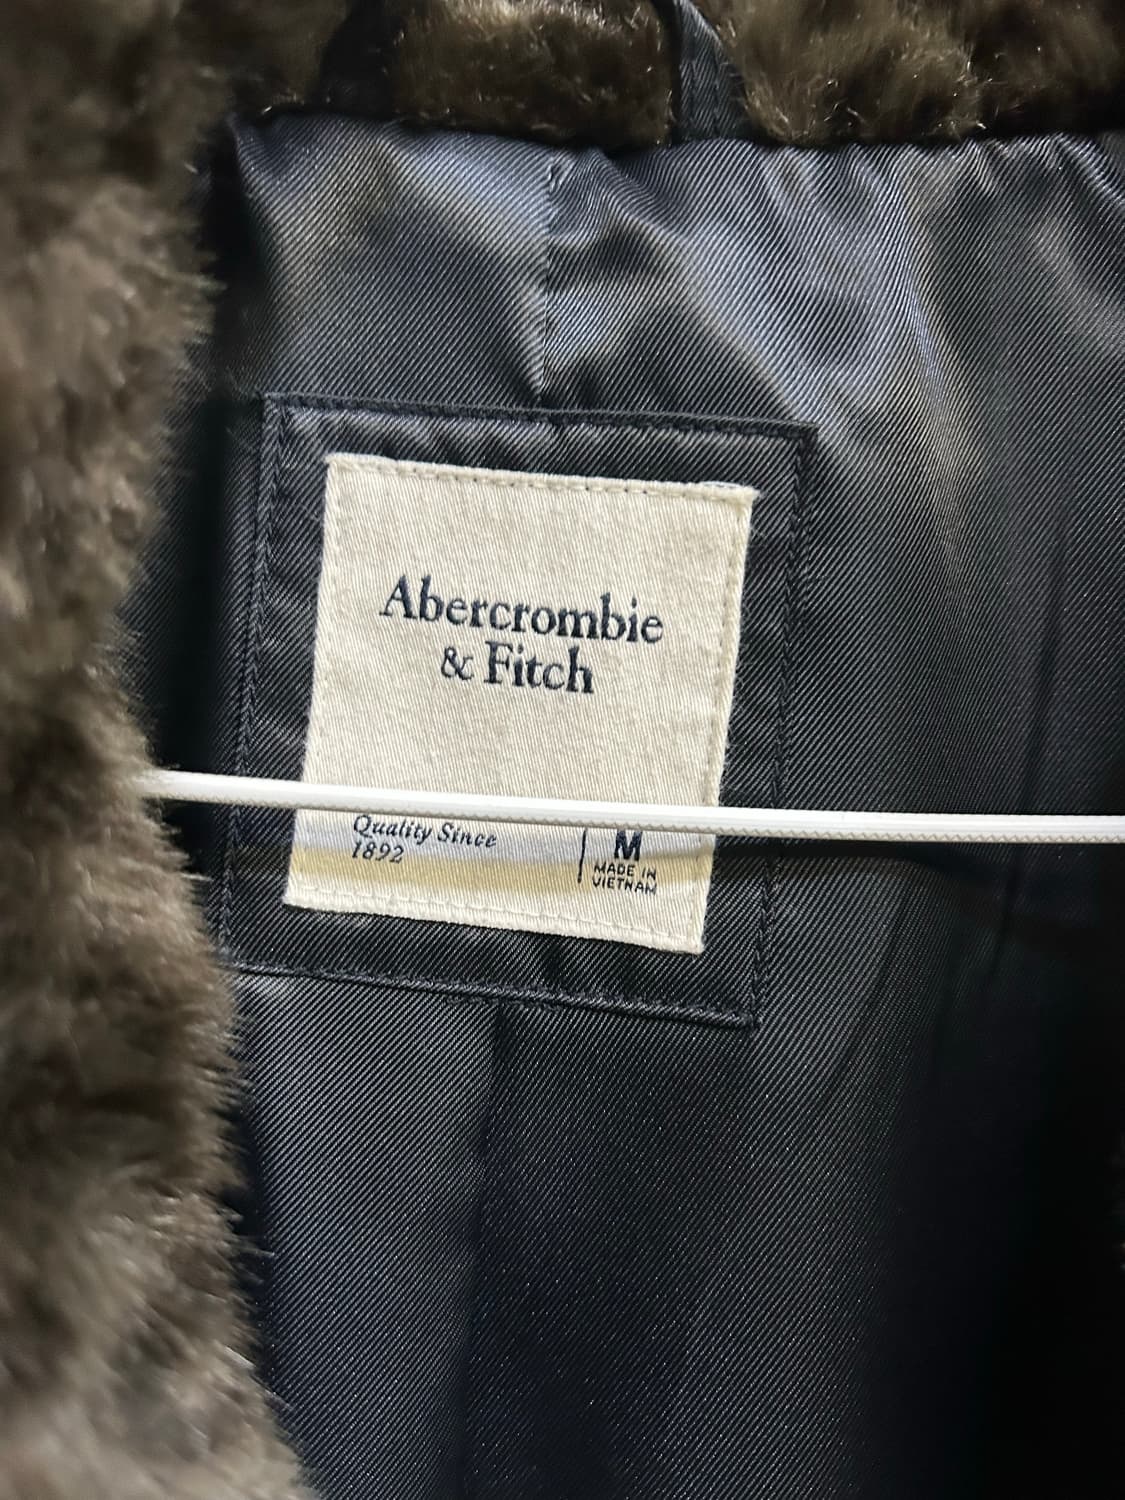 Abercrombie
& Fitch
Quality Since
1892
M
MADE IN
VIETNAM